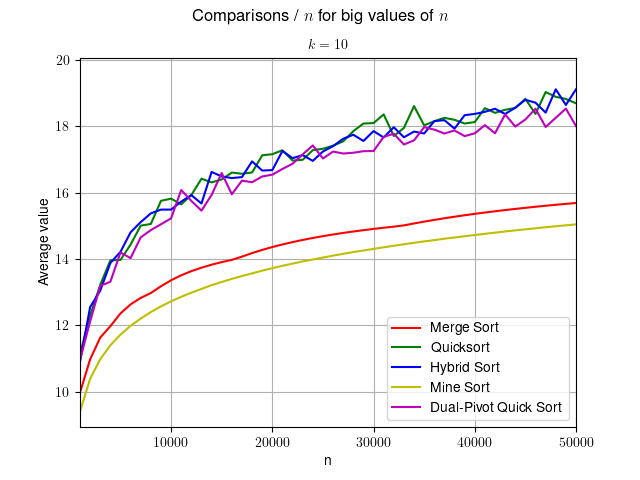 Comparisons / n for big values of n
k = 10
20
18
16
14
12
10
Average value
Merge Sort
Quicksort
Hybrid Sort
Mine Sort
Dual-Pivot Quick Sort
10000 20000 30000 40000 50000
n